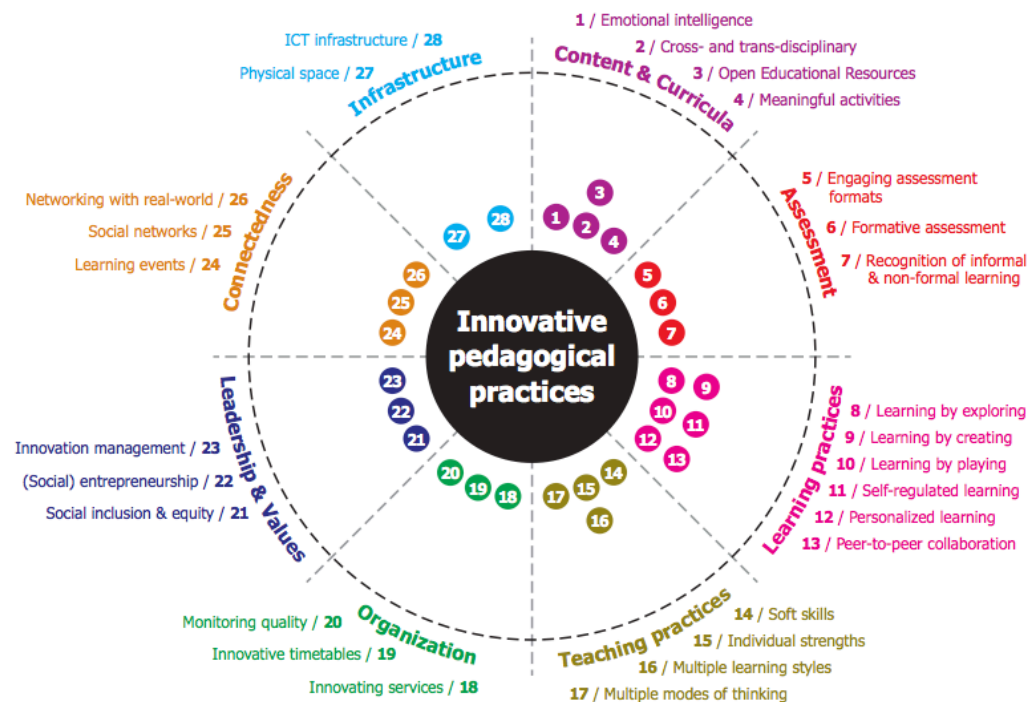 Innovative
pedagogical
practices
Content & Curricula
1 / Emotional intelligence
2 / Cross- and trans-disciplinary
3 / Open Educational Resources
4 / Meaningful activities
Assessment
5 / Engaging assessment
formats
6 / Formative assessment
7 / Recognition of informal
& non-formal learning
Learning practices
8 / Learning by exploring
9 / Learning by creating
10 / Learning by playing
11 / Self-regulated learning
12 / Personalized learning
13 / Peer-to-peer collaboration
Teaching practices
14 / Soft skills
15 / Individual strengths
16 / Multiple learning styles
17 / Multiple modes of thinking
Organization
Monitoring quality / 20
Innovative timetables / 19
Innovating services / 18
Leadership & Values
Innovation management / 23
(Social) entrepreneurship / 22
Social inclusion & equity / 21
Connectedness
Networking with real-world / 26
Social networks / 25
Learning events / 24
Infrastructure
ICT infrastructure / 28
Physical space / 27
1
2
3
4
5
6
7
8
9
10
11
12
13
14
15
16
17
18
19
20
21
22
23
24
25
26
27
28